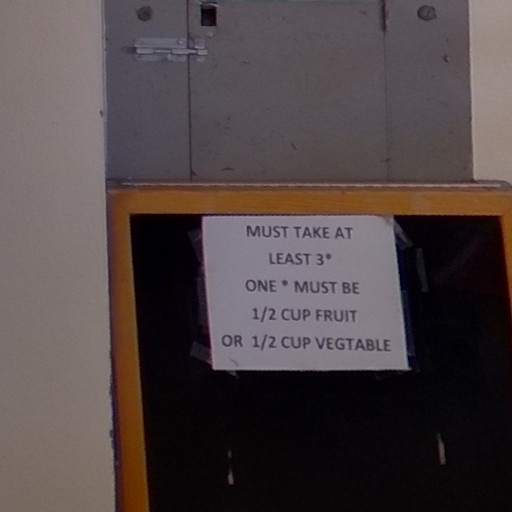 MUST TAKE AT
LEAST 3*
ONE * MUST BE
1/2 CUP FRUIT
OR 1/2 CUP VEGTABLE